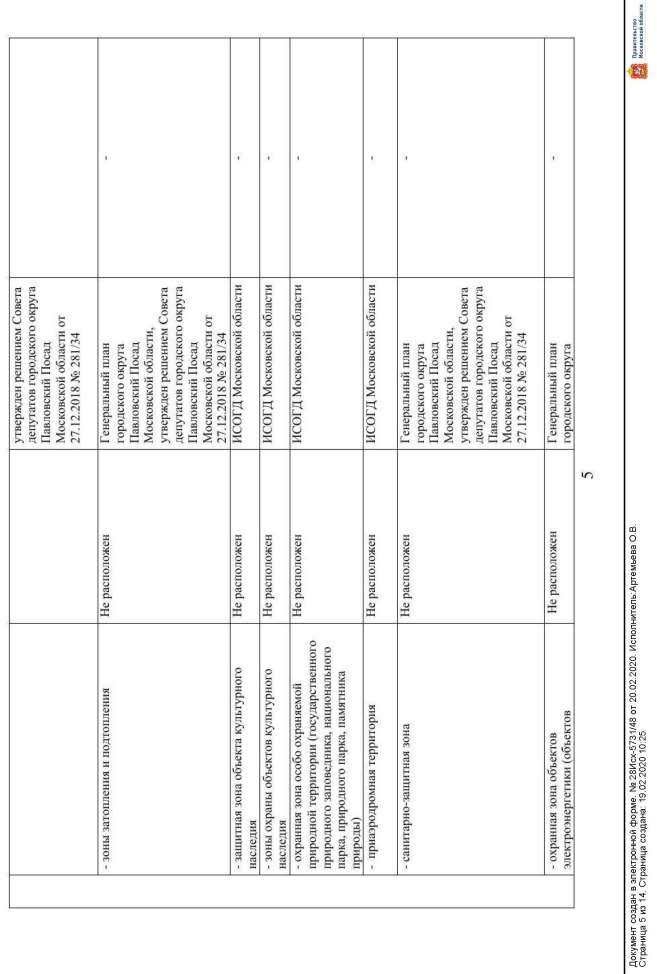 утвержден решением Совета
депутатов городского округа
Павловский Посад
Московской области от
27.12.2018 № 281/34
- зоны затопления и подтопления
Не расположен
Генеральный план
городского округа
Павловский Посад
Московской области,
утвержден решением Совета
депутатов городского округа
Павловский Посад
Московской области от
27.12.2018 № 281/34
-
- защитная зона объекта культурного
наследия
Не расположен
ИСОГД Московской области
-
- зоны охраны объектов культурного
наследия
Не расположен
ИСОГД Московской области
-
- охранная зона особо охраняемой
природной территории (государственного
природного заповедника, национального
парка, природного парка, памятника
природы)
Не расположен
ИСОГД Московской области
-
- приаэродромная территория
Не расположен
ИСОГД Московской области
-
- санитарно-защитная зона
Не расположен
Генеральный план
городского округа
Павловский Посад
Московской области,
утвержден решением Совета
депутатов городского округа
Павловский Посад
Московской области от
27.12.2018 № 281/34
-
- охранная зона объектов
электроэнергетики (объектов
Не расположен
Генеральный план
городского округа
-
5
Документ создан в электронной форме. № 28Исх-5731/48 от 20.02.2020. Исполнитель:Артемьева О.В.
Страница 5 из 14. Страница создана: 19.02.2020 10:25
Правительство
Московской области